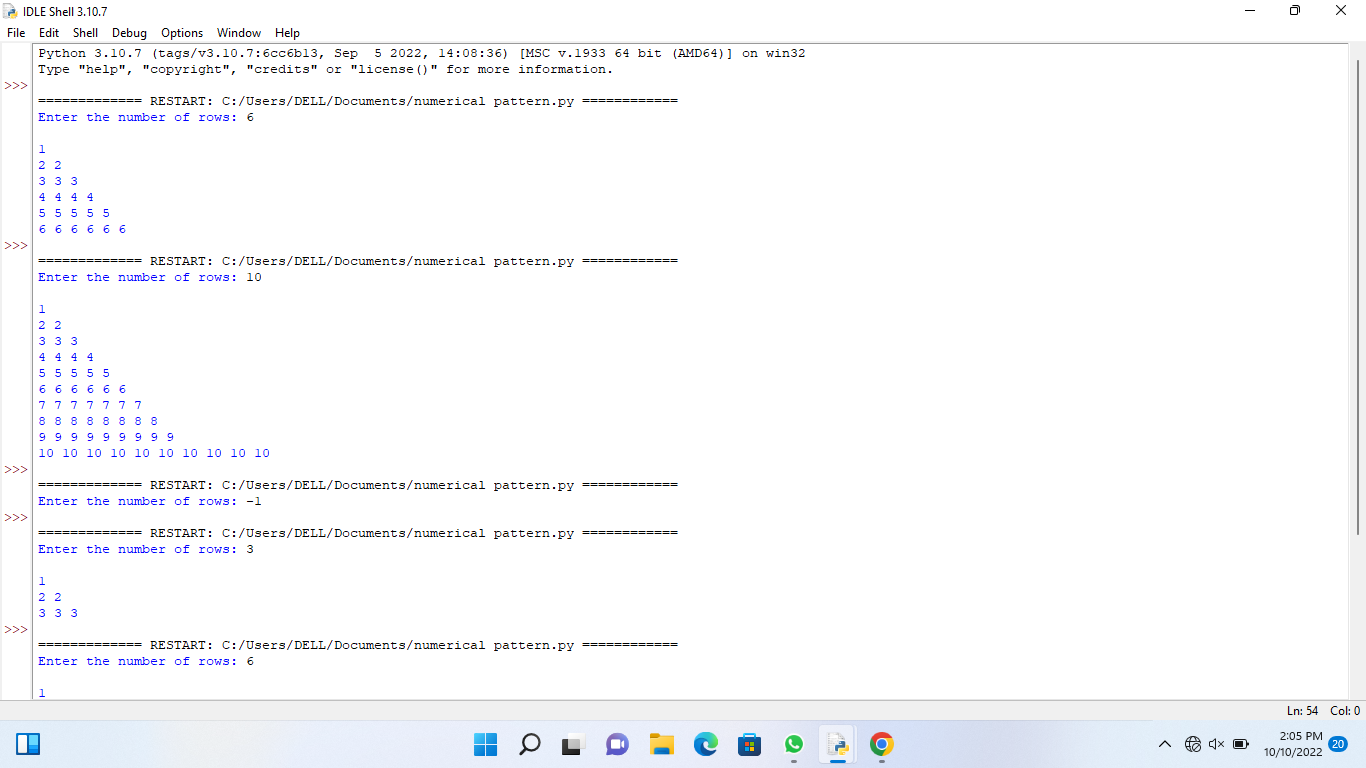 IDLE Shell 3.10.7
File Edit Shell Debug Options Window Help
Python 3.10.7 (tags/v3.10.7:6cc6b13, Sep  5 2022, 14:08:36) [MSC v.1933 64 bit (AMD64)] on win32
Type "help", "copyright", "credits" or "license()" for more information.
>>>
============= RESTART: C:/Users/DELL/Documents/numerical pattern.py ============
Enter the number of rows: 6
1
2 2
3 3 3
4 4 4 4
5 5 5 5 5
6 6 6 6 6 6
>>>
============= RESTART: C:/Users/DELL/Documents/numerical pattern.py ============
Enter the number of rows: 10
1
2 2
3 3 3
4 4 4 4
5 5 5 5 5
6 6 6 6 6 6
7 7 7 7 7 7 7
8 8 8 8 8 8 8 8
9 9 9 9 9 9 9 9 9
10 10 10 10 10 10 10 10 10 10
>>>
============= RESTART: C:/Users/DELL/Documents/numerical pattern.py ============
Enter the number of rows: -1
>>>
============= RESTART: C:/Users/DELL/Documents/numerical pattern.py ============
Enter the number of rows: 3
1
2 2
3 3 3
>>>
============= RESTART: C:/Users/DELL/Documents/numerical pattern.py ============
Enter the number of rows: 6
1
Ln: 54 Col: 0
2:05 PM
10/10/2022
20